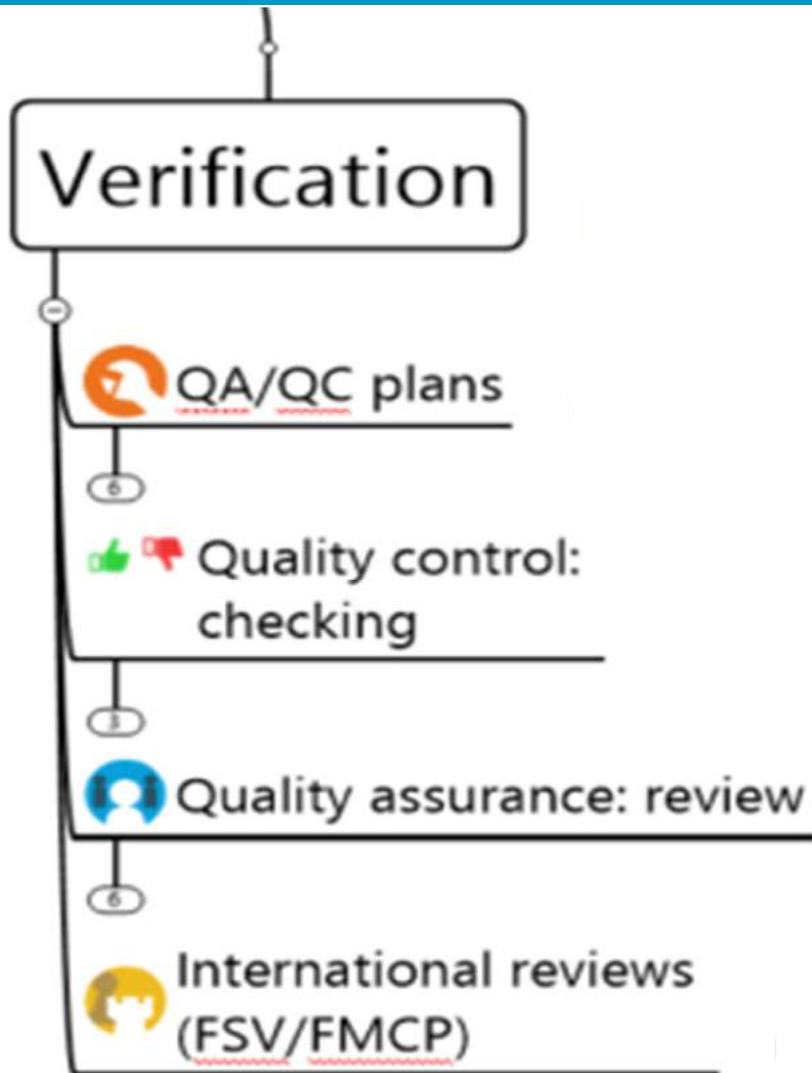 Verification
QA/QC plans
6
Quality control:
checking
3
Quality assurance: review
6
International reviews
(FSV/FMCP)